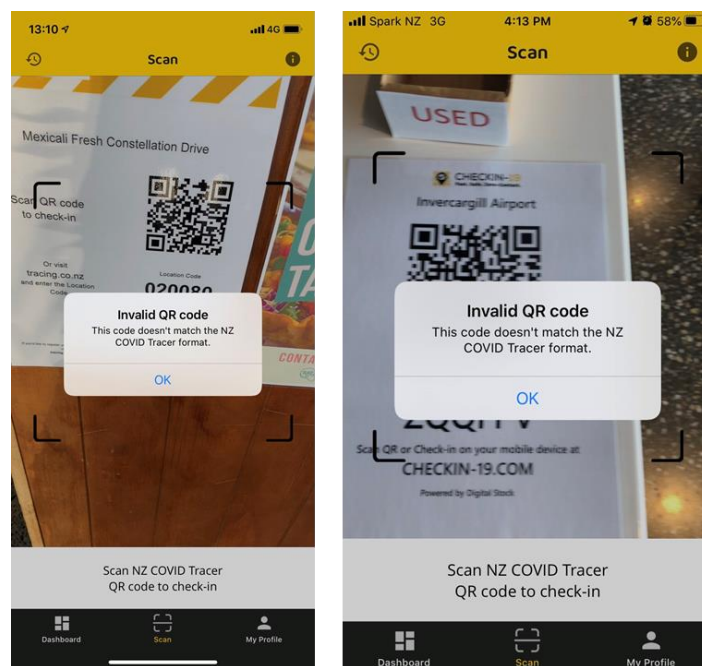 13:10
4G
Scan
Mexicali Fresh Constellation Drive
Scan QR code
to check-in
Or visit
tracing.co.nz
and enter the Location
Code
Location Code
020080
Invalid QR code
This code doesn't match the NZ
COVID Tracer format.
OK
CONTA
Scan NZ COVID Tracer
QR code to check-in
Dashboard
Scan
My Profile
Spark NZ 3G
4:13 PM
58%
Scan
USED
CHECKIN-19
Invercargill Airport
Invalid QR code
This code doesn't match the NZ
COVID Tracer format.
OK
Scan QR or Check-in on your mobile device at
CHECKIN-19.COM
Powered by Digital Stock
Scan NZ COVID Tracer
QR code to check-in
Dashboard
Scan
My Profile